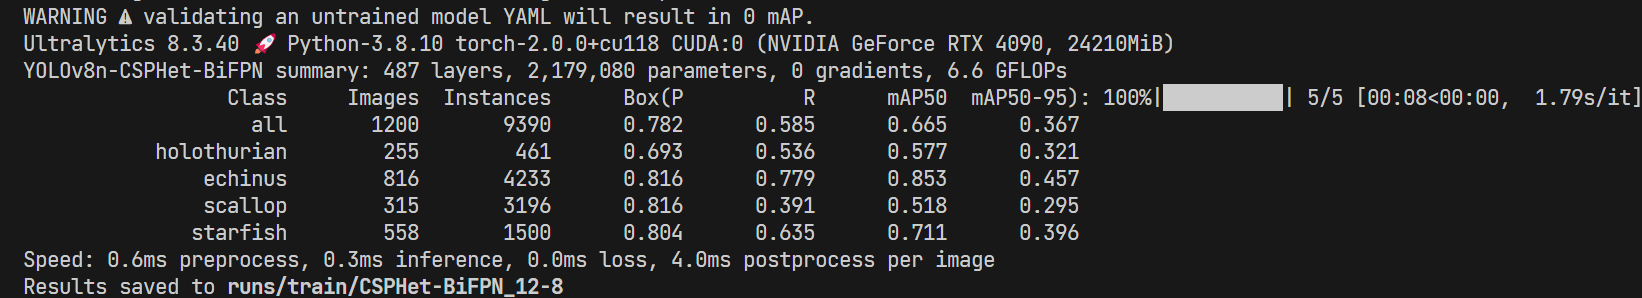 WARNING ⚠ validating an untrained model YAML will result in 0 mAP.
Ultralytics 8.3.40 🚀 Python-3.8.10 torch-2.0.0+cu118 CUDA:0 (NVIDIA GeForce RTX 4090, 24210MiB)
YOLOv8n-CSPHet-BiFPN summary: 487 layers, 2,179,080 parameters, 0 gradients, 6.6 GFLOPs
Class Images Instances Box(P R mAP50 mAP50-95): 100%|██████████| 5/5 [00:08<00:00, 1.79s/it]
all 1200 9390 0.782 0.585 0.665 0.367
holothurian 255 461 0.693 0.536 0.577 0.321
echinus 816 4233 0.816 0.779 0.853 0.457
scallop 315 3196 0.816 0.391 0.518 0.295
starfish 558 1500 0.804 0.635 0.711 0.396
Speed: 0.6ms preprocess, 0.3ms inference, 0.0ms loss, 4.0ms postprocess per image
Results saved to runs/train/CSPHet-BiFPN_12-8